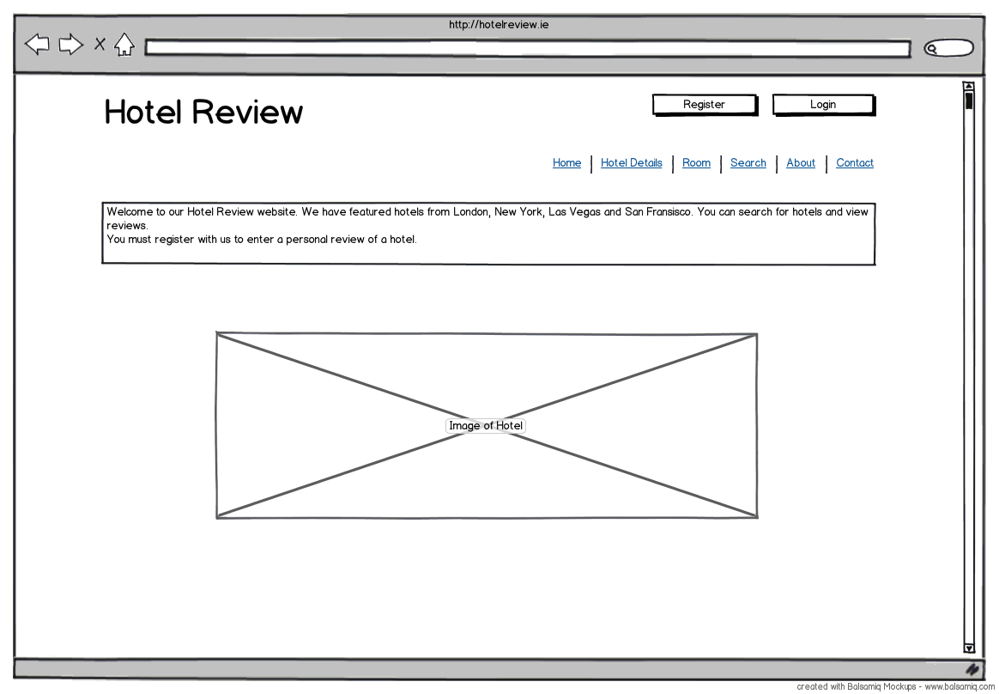 http://hotelreview.ie
Hotel Review
Register
Login
Home
Hotel Details
Room
Search
About
Contact
Welcome to our Hotel Review website. We have featured hotels from London, New York, Las Vegas and San Fransisco. You can search for hotels and view
reviews.
You must register with us to enter a personal review of a hotel.
Image of Hotel
created with Balsamiq Mockups - www.balsamiq.com